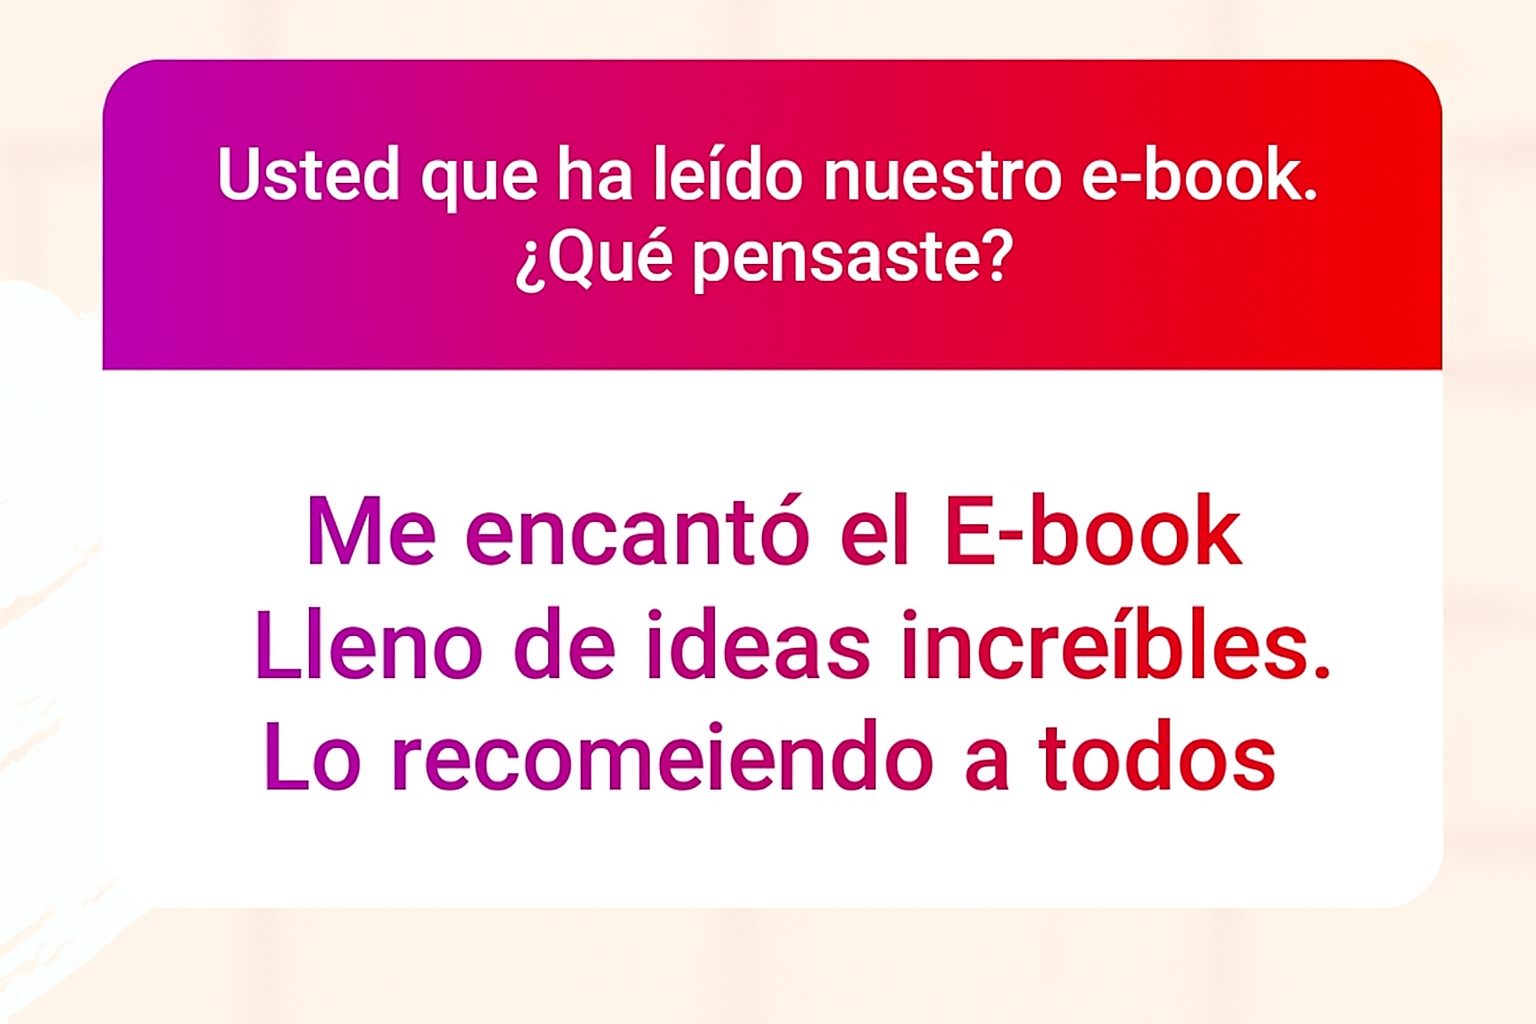 Usted que ha leído nuestro e-book.
¿Qué pensaste?
Me encantó el E-book
Lleno de ideas increíbles.
Lo recomeiendo a todos